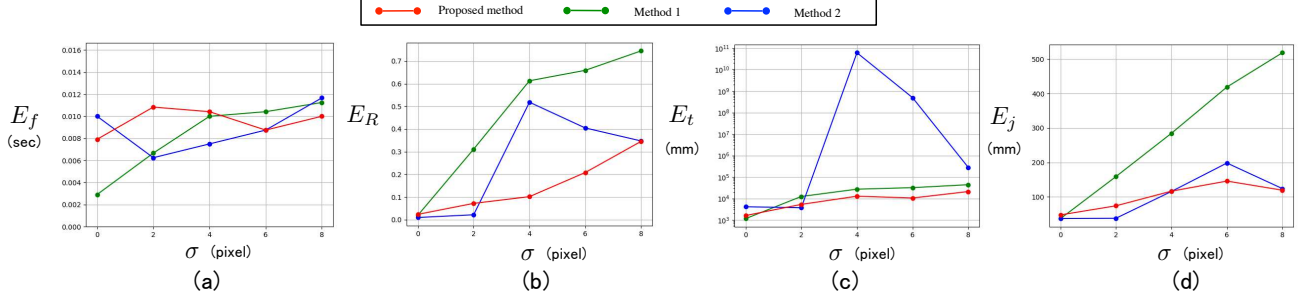 Proposed method Method 1 Method 2
E_f
(sec)
0.016
0.014
0.012
0.010
0.008
0.006
0.004
0.002
0.000
0 2 4 6 8
σ (pixel)
(a)
E_R
0.7
0.6
0.5
0.4
0.3
0.2
0.1
0.0
0 2 4 6 8
σ (pixel)
(b)
E_t
(mm)
10^11
10^10
10^9
10^8
10^7
10^6
10^5
10^4
10^3
0 2 4 6 8
σ (pixel)
(c)
E_j
(mm)
500
400
300
200
100
0 2 4 6 8
σ (pixel)
(d)